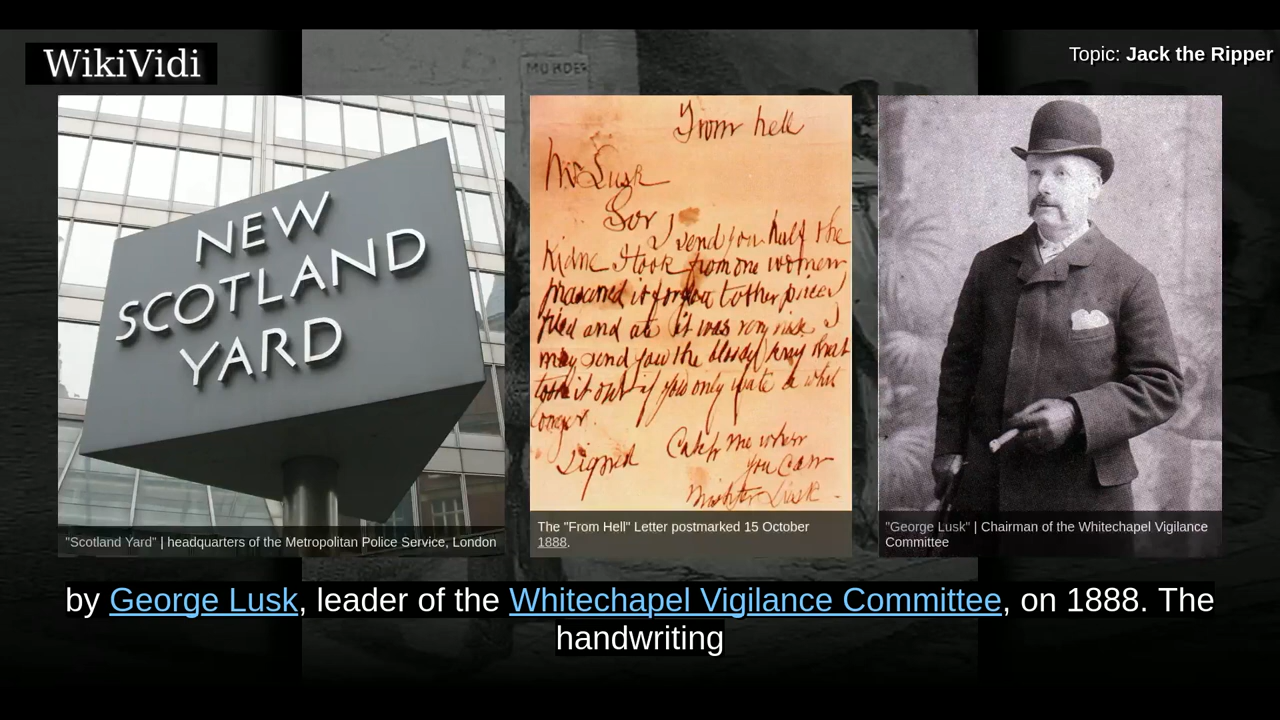 WikiVidi
Topic: Jack the Ripper
MURDER
NEW
SCOTLAND
YARD
"Scotland Yard" | headquarters of the Metropolitan Police Service, London
From hell
Mr Lusk
Sor
I send you half the
Kidne I took from one women
prasarved it for you tother piece I
fried and ate it was very nise I
may send you the bloody knif that
took it out if you only wate a whil
longer.
Signed Catch me when
you can
Mishter Lusk
The "From Hell" Letter postmarked 15 October
1888.
"George Lusk" | Chairman of the Whitechapel Vigilance
Committee
by George Lusk, leader of the Whitechapel Vigilance Committee, on 1888. The
handwriting